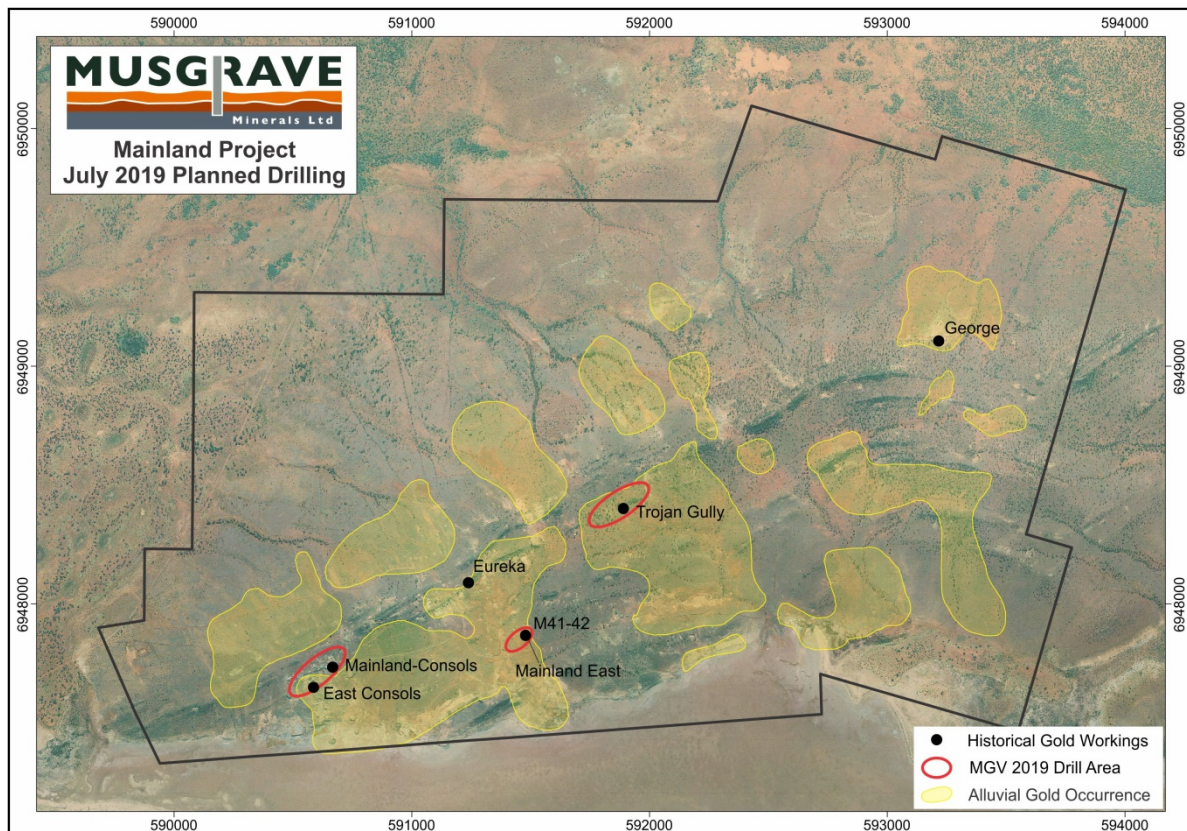 590000
591000
592000
593000
594000
MUSGRAVE
Minerals Ltd
Mainland Project
July 2019 Planned Drilling
6950000
6950000
6949000
6949000
George
Trojan Gully
Eureka
6948000
6948000
M41-42
Mainland-Consols
Mainland East
East Consols
Historical Gold Workings
MGV 2019 Drill Area
Alluvial Gold Occurrence
590000
591000
592000
593000
594000